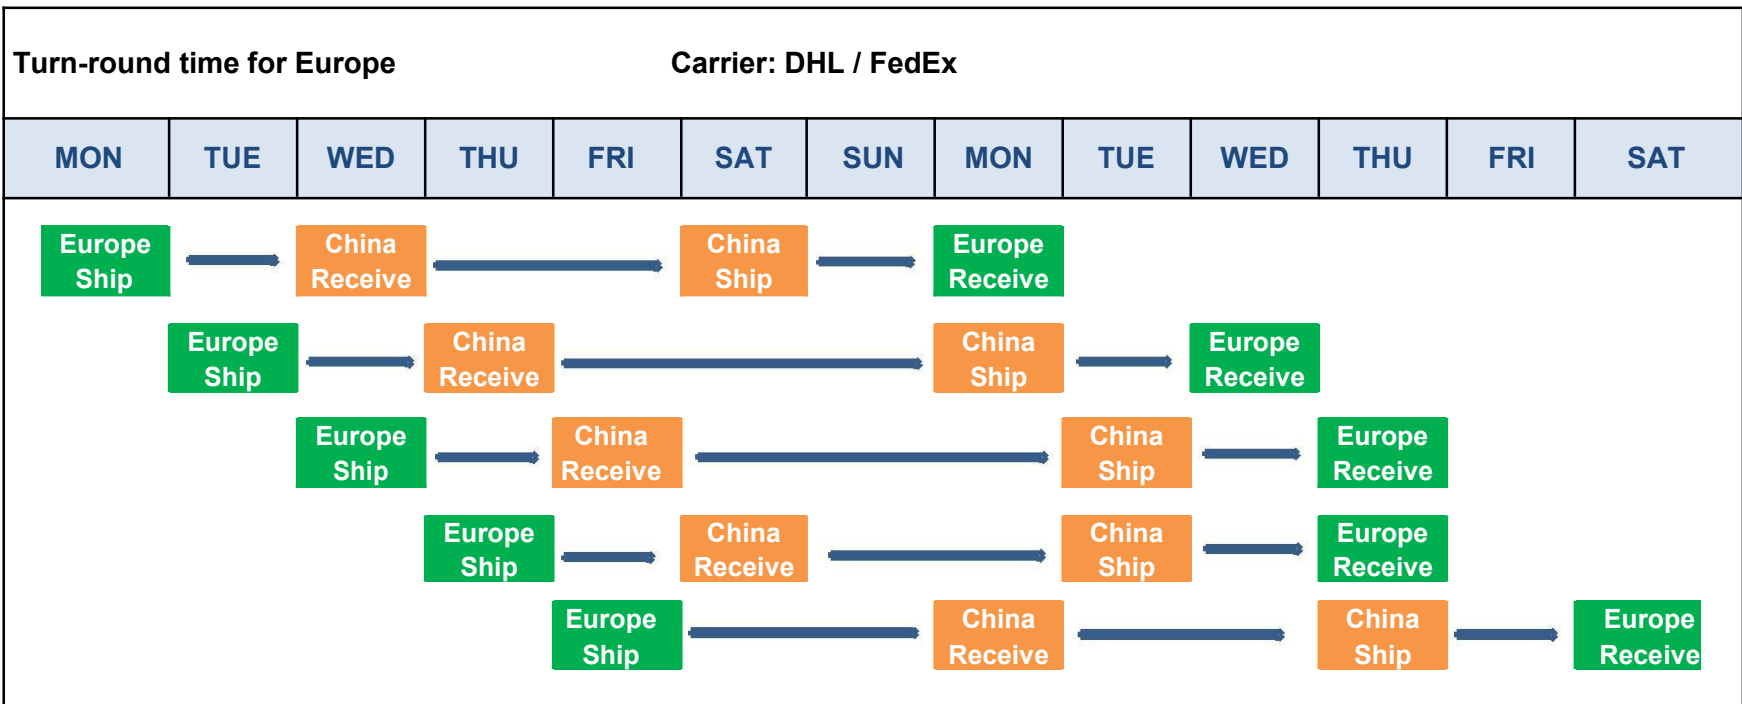 Turn-round time for Europe Carrier: DHL / FedEx
MON TUE WED THU FRI SAT SUN MON TUE WED THU FRI SAT
Europe China China Europe
Ship Receive Ship Receive
Europe China China Europe
Ship Receive Ship Receive
Europe China China Europe
Ship Receive Ship Receive
Europe China China Europe
Ship Receive Ship Receive
Europe China China Europe
Ship Receive Ship Receive